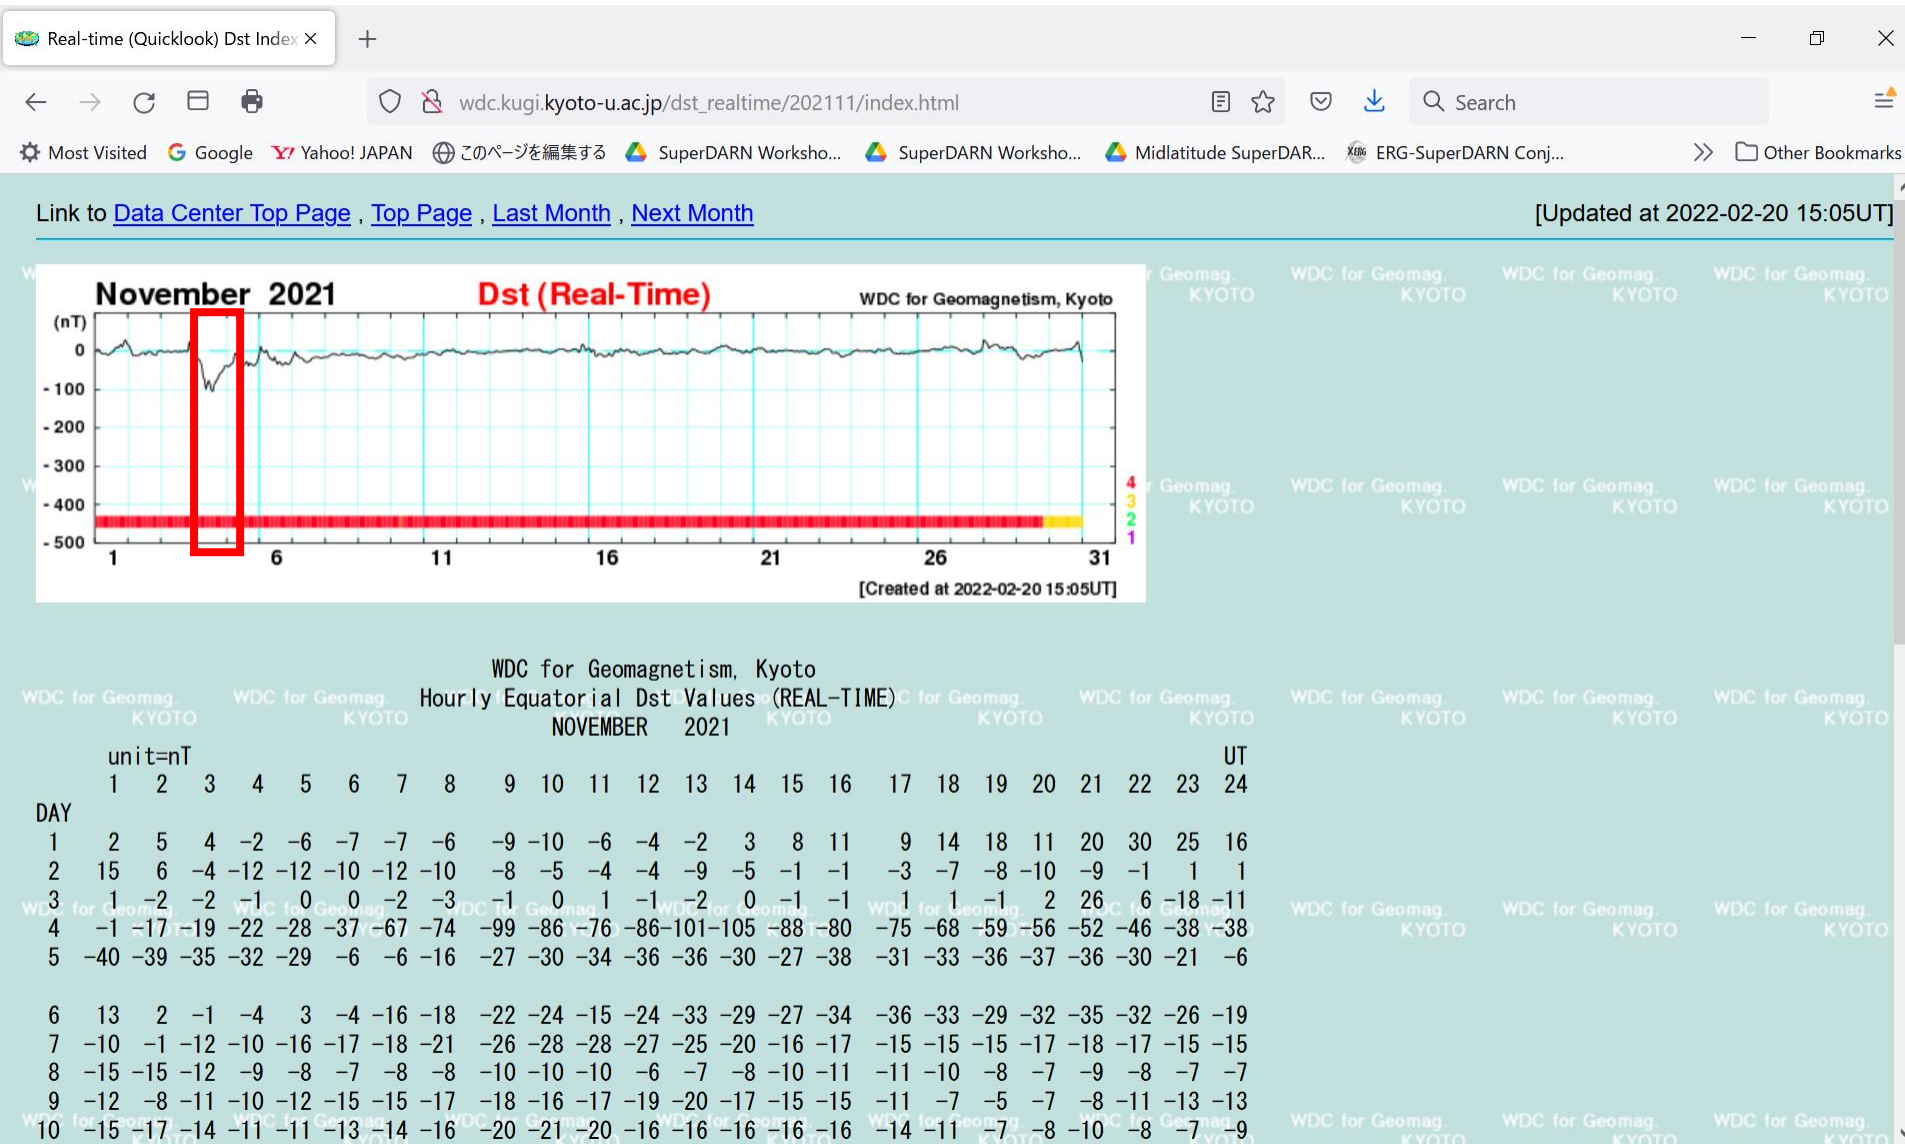 Real-time (Quicklook) Dst Index
wdc.kugi.kyoto-u.ac.jp/dst_realtime/202111/index.html
Search
Most Visited Google Yahoo! JAPAN このページを編集する SuperDARN Worksho... SuperDARN Worksho... Midlatitude SuperDAR... ERG-SuperDARN Conj... Other Bookmarks
Link to Data Center Top Page , Top Page , Last Month , Next Month [Updated at 2022-02-20 15:05UT]
November 2021 Dst (Real-Time) WDC for Geomagnetism, Kyoto
(nT)
0
-100
-200
-300
-400
-500
4
3
2
1
1 6 11 16 21 26 31
[Created at 2022-02-20 15:05UT]
WDC for Geomagnetism, Kyoto
Hourly Equatorial Dst Values (REAL-TIME)
NOVEMBER 2021
unit=nT UT
1 2 3 4 5 6 7 8 9 10 11 12 13 14 15 16 17 18 19 20 21 22 23 24
DAY
1 2 5 4 -2 -6 -7 -7 -6 -9 -10 -6 -4 -2 3 8 11 9 14 18 11 20 30 25 16
2 15 6 -4 -12 -12 -10 -12 -10 -8 -5 -4 -4 -9 -5 -1 -1 -3 -7 -8 -10 -9 -1 1 1
3 1 -2 -2 -1 0 0 -2 -3 -1 0 1 -1 -2 0 -1 -1 1 1 -1 2 26 6 -18 -11
4 -1 -17 -19 -22 -28 -37 -67 -74 -99 -86 -76 -86-101-105 -88 -80 -75 -68 -59 -56 -52 -46 -38 -38
5 -40 -39 -35 -32 -29 -6 -6 -16 -27 -30 -34 -36 -36 -30 -27 -38 -31 -33 -36 -37 -36 -30 -21 -6
6 13 2 -1 -4 3 -4 -16 -18 -22 -24 -15 -24 -33 -29 -27 -34 -36 -33 -29 -32 -35 -32 -26 -19
7 -10 -1 -12 -10 -16 -17 -18 -21 -26 -28 -28 -27 -25 -20 -16 -17 -15 -15 -15 -17 -18 -17 -15 -15
8 -15 -15 -12 -9 -8 -7 -8 -8 -10 -10 -10 -6 -7 -8 -10 -11 -11 -10 -8 -7 -9 -8 -7 -7
9 -12 -8 -11 -10 -12 -15 -15 -17 -18 -16 -17 -19 -20 -17 -15 -15 -11 -7 -5 -7 -8 -11 -13 -13
10 -15 -17 -14 -11 -11 -13 -14 -16 -20 -21 -20 -16 -16 -16 -16 -16 -14 -11 -7 -8 -10 -8 -7 -9